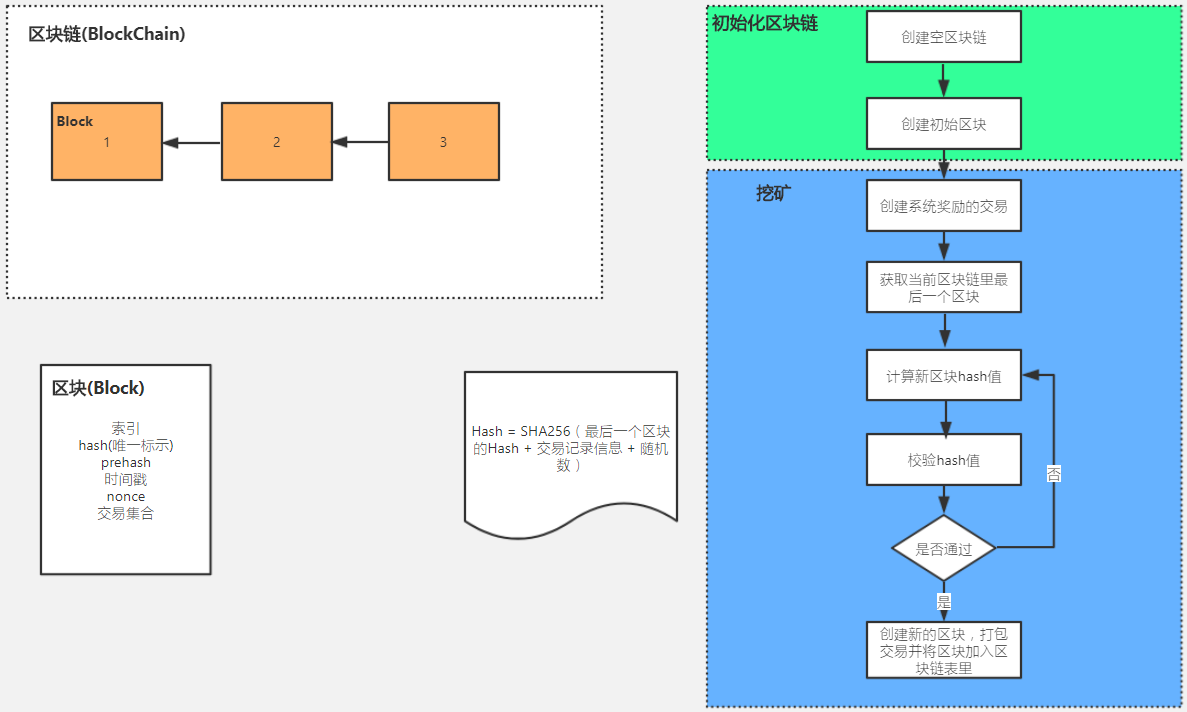 区块链(BlockChain)
Block
1
2
3
区块(Block)
索引
hash(唯一标示)
prehash
时间戳
nonce
交易集合
Hash = SHA256（最后一个区块
的Hash + 交易记录信息 + 随机
数）
初始化区块链
创建空区块链
创建初始区块
挖矿
创建系统奖励的交易
获取当前区块链里最
后一个区块
计算新区块hash值
校验hash值
否
是否通过
是
创建新的区块，打包
交易并将区块加入区
块链表里